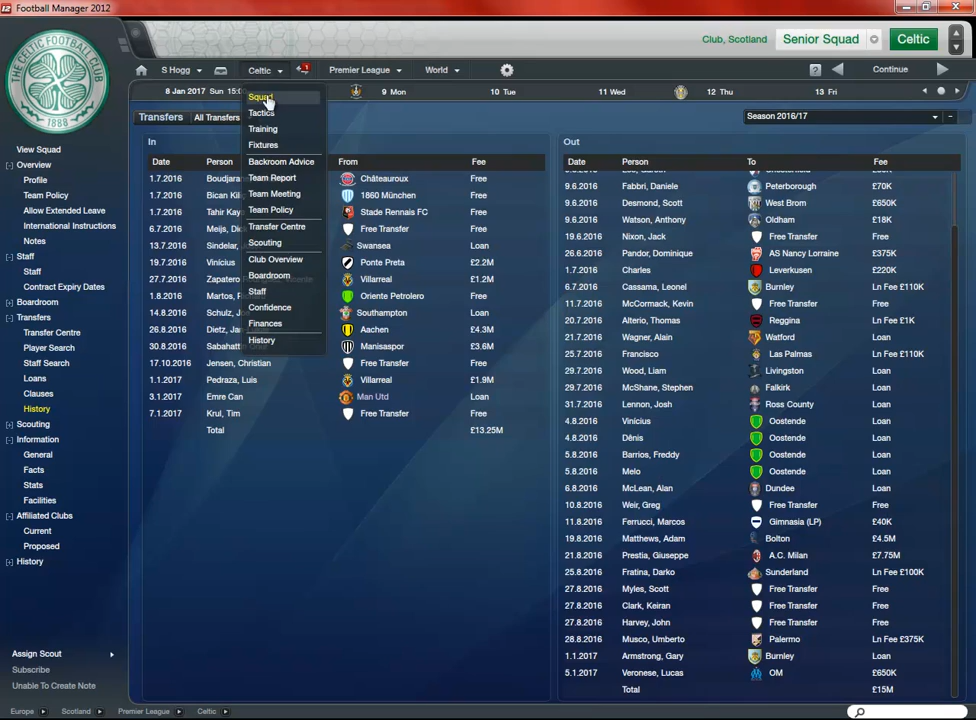 Football Manager 2012
THE CELTIC FOOTBALL CLUB
Club, Scotland Senior Squad Celtic
S Hogg Celtic 1 Premier League World ? Continue
8 Jan 2017 Sun 9 Mon 10 Tue 11 Wed 12 Thu 13 Fri
Transfers All Transfers Season 2016/17
View Squad
[-] Overview
Profile
Team Policy
Allow Extended Leave
International Instructions
Notes
[-] Staff
Staff
Contract Expiry Dates
[+] Boardroom
[-] Transfers
Transfer Centre
Player Search
Staff Search
Loans
Clauses
History
[+] Scouting
[-] Information
General
Facts
Stats
Facilities
[-] Affiliated Clubs
Current
Proposed
[+] History
Assign Scout
Subscribe
Unable To Create Note
Squad
Tactics
Training
Fixtures
Backroom Advice
Team Report
Team Meeting
Team Policy
Transfer Centre
Scouting
Club Overview
Boardroom
Staff
Confidence
Finances
History
In
Date Person From Fee
1.7.2016 Boudjar Châteauroux Free
1.7.2016 Bican Kil 1860 München Free
1.7.2016 Tahir Kay Stade Rennais FC Free
6.7.2016 Meijs, Di Free Transfer Free
13.7.2016 Sindelar, Swansea Loan
19.7.2016 Vinícius Ponte Preta £2.2M
27.7.2016 Zapatero Villarreal £1.2M
1.8.2016 Martos, Oriente Petrolero Free
14.8.2016 Schulz, Jo Southampton Loan
26.8.2016 Dietz, Ja Aachen £4.3M
30.8.2016 Sabahatt Manisaspor £3.6M
17.10.2016 Jensen, Christian Free Transfer Free
1.1.2017 Pedraza, Luis Villarreal £1.9M
3.1.2017 Emre Can Man Utd Loan
7.1.2017 Krul, Tim Free Transfer Free
Total £13.25M
Out
Date Person To Fee
9.6.2016 Fabbri, Daniele Peterborough £70K
9.6.2016 Desmond, Scott West Brom £650K
9.6.2016 Watson, Anthony Oldham £18K
19.6.2016 Nixon, Jack Free Transfer Free
26.6.2016 Pandor, Dominique AS Nancy Lorraine £375K
1.7.2016 Charles Leverkusen £220K
6.7.2016 Cassama, Leonel Burnley Ln Fee £110K
11.7.2016 McCormack, Kevin Free Transfer Free
20.7.2016 Alterio, Thomas Reggina Ln Fee £1K
21.7.2016 Wagner, Alain Watford Loan
25.7.2016 Francisco Las Palmas Ln Fee £110K
29.7.2016 Wood, Liam Livingston Loan
29.7.2016 McShane, Stephen Falkirk Loan
31.7.2016 Lennon, Josh Ross County Loan
4.8.2016 Vinícius Oostende Loan
4.8.2016 Dênis Oostende Loan
5.8.2016 Barrios, Freddy Oostende Loan
5.8.2016 Melo Oostende Loan
6.8.2016 McLean, Alan Dundee Loan
10.8.2016 Weir, Greg Free Transfer Free
11.8.2016 Ferrucci, Marcos Gimnasia (LP) £40K
19.8.2016 Matthews, Adam Bolton £4.5M
21.8.2016 Prestia, Giuseppe A.C. Milan £7.75M
25.8.2016 Fratina, Darko Sunderland Ln Fee £100K
27.8.2016 Myles, Scott Free Transfer Free
27.8.2016 Clark, Keiran Free Transfer Free
27.8.2016 Harvey, John Free Transfer Free
28.8.2016 Musco, Umberto Palermo Ln Fee £375K
1.1.2017 Armstrong, Gary Burnley Loan
5.1.2017 Veronese, Lucas OM £650K
Total £15M
Europe Scotland Premier League Celtic